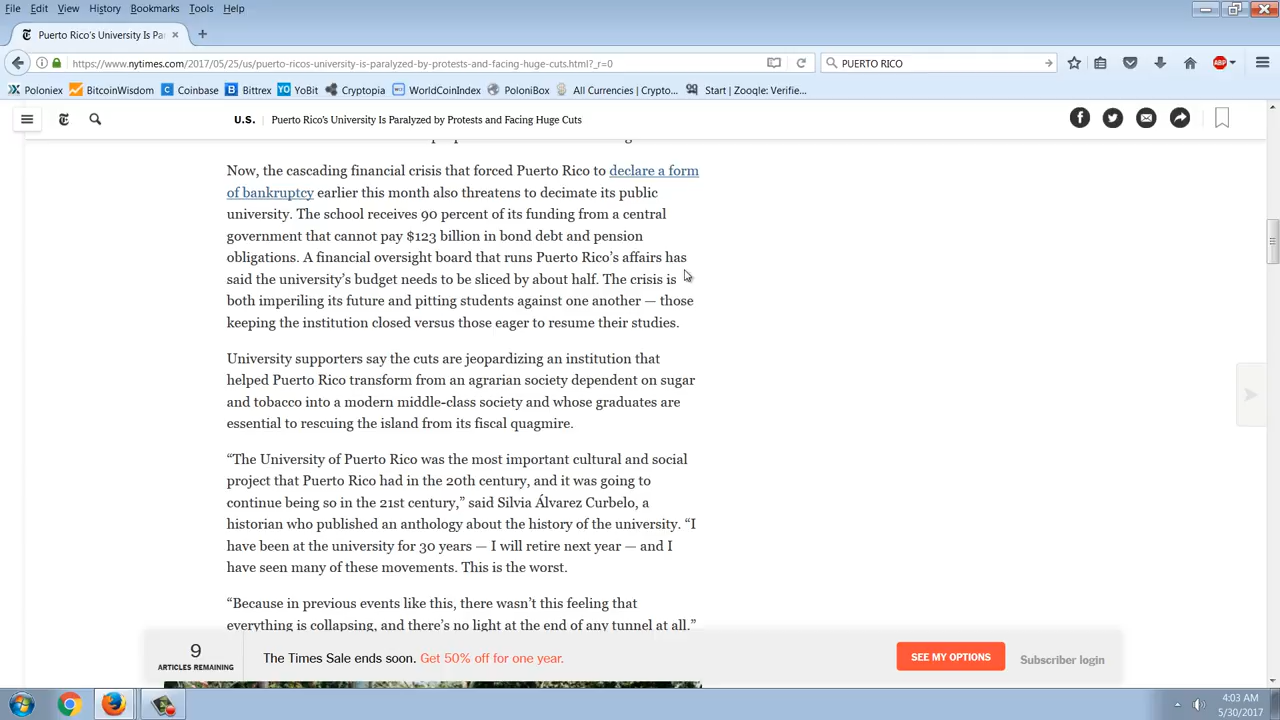 File Edit View History Bookmarks Tools Help
Puerto Rico's University Is Pa
https://www.nytimes.com/2017/05/25/us/puerto-ricos-university-is-paralyzed-by-protests-and-facing-huge-cuts.html?_r=0
PUERTO RICO
ABP
Poloniex BitcoinWisdom Coinbase Bittrex YoBit Cryptopia WorldCoinIndex PoloniBox All Currencies | Crypto... Start | Zooqle: Verifie...
U.S. | Puerto Rico's University Is Paralyzed by Protests and Facing Huge Cuts
Now, the cascading financial crisis that forced Puerto Rico to declare a form
of bankruptcy earlier this month also threatens to decimate its public
university. The school receives 90 percent of its funding from a central
government that cannot pay $123 billion in bond debt and pension
obligations. A financial oversight board that runs Puerto Rico's affairs has
said the university's budget needs to be sliced by about half. The crisis is
both imperiling its future and pitting students against one another — those
keeping the institution closed versus those eager to resume their studies.
University supporters say the cuts are jeopardizing an institution that
helped Puerto Rico transform from an agrarian society dependent on sugar
and tobacco into a modern middle-class society and whose graduates are
essential to rescuing the island from its fiscal quagmire.
“The University of Puerto Rico was the most important cultural and social
project that Puerto Rico had in the 20th century, and it was going to
continue being so in the 21st century,” said Silvia Álvarez Curbelo, a
historian who published an anthology about the history of the university. “I
have been at the university for 30 years — I will retire next year — and I
have seen many of these movements. This is the worst.
“Because in previous events like this, there wasn't this feeling that
everything is collapsing, and there's no light at the end of any tunnel at all.”
9
ARTICLES REMAINING
The Times Sale ends soon. Get 50% off for one year.
SEE MY OPTIONS
Subscriber login
4:03 AM
5/30/2017